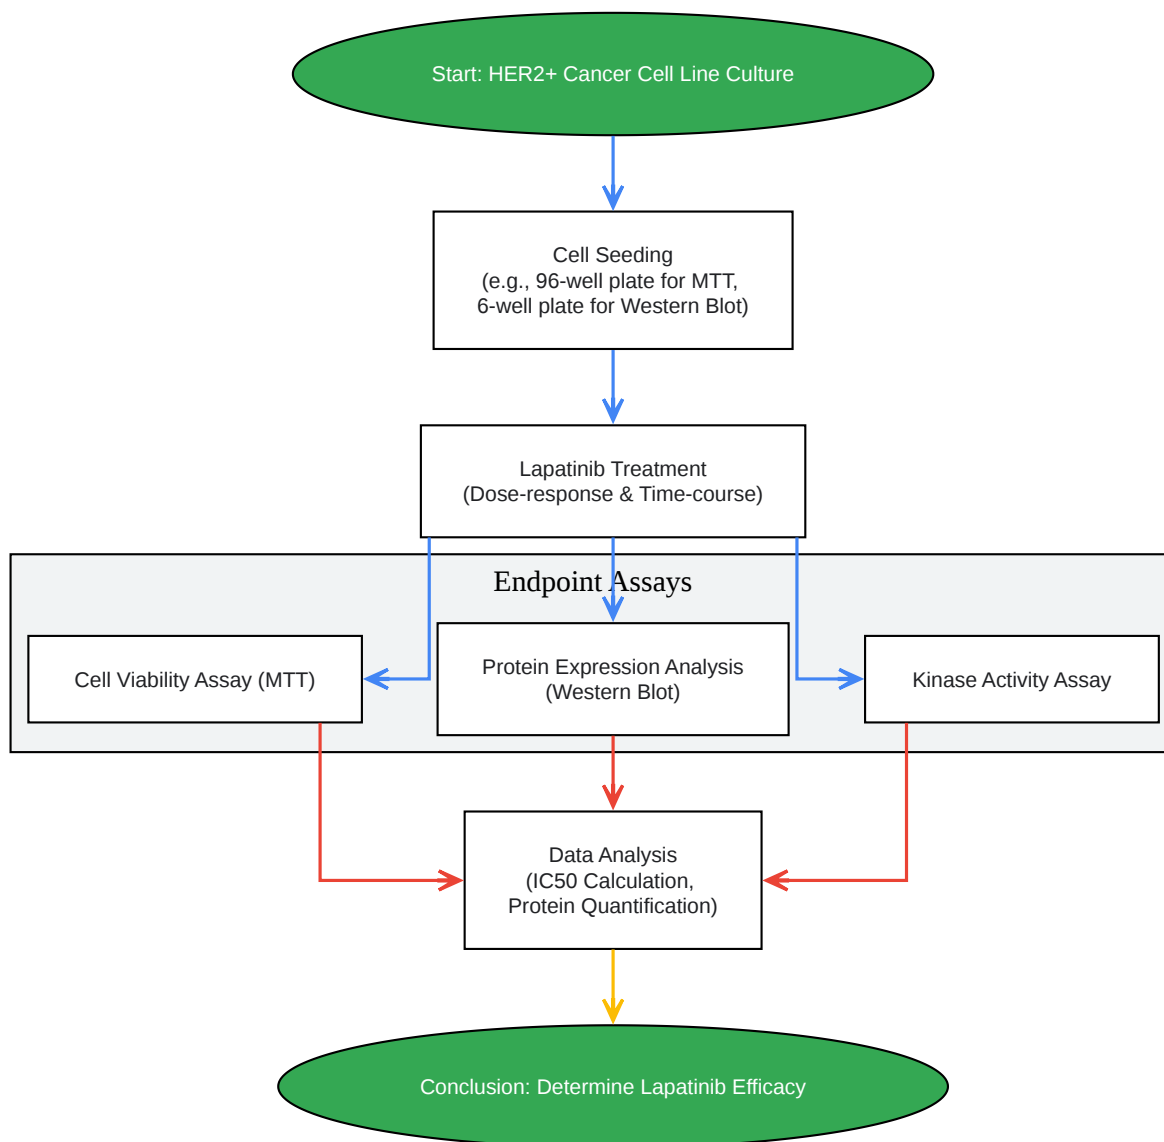 Start: HER2+ Cancer Cell Line Culture
Cell Seeding
(e.g., 96-well plate for MTT,
6-well plate for Western Blot)
Lapatinib Treatment
(Dose-response & Time-course)
Endpoint Assays
Cell Viability Assay (MTT)
Protein Expression Analysis
(Western Blot)
Kinase Activity Assay
Data Analysis
(IC50 Calculation,
Protein Quantification)
Conclusion: Determine Lapatinib Efficacy